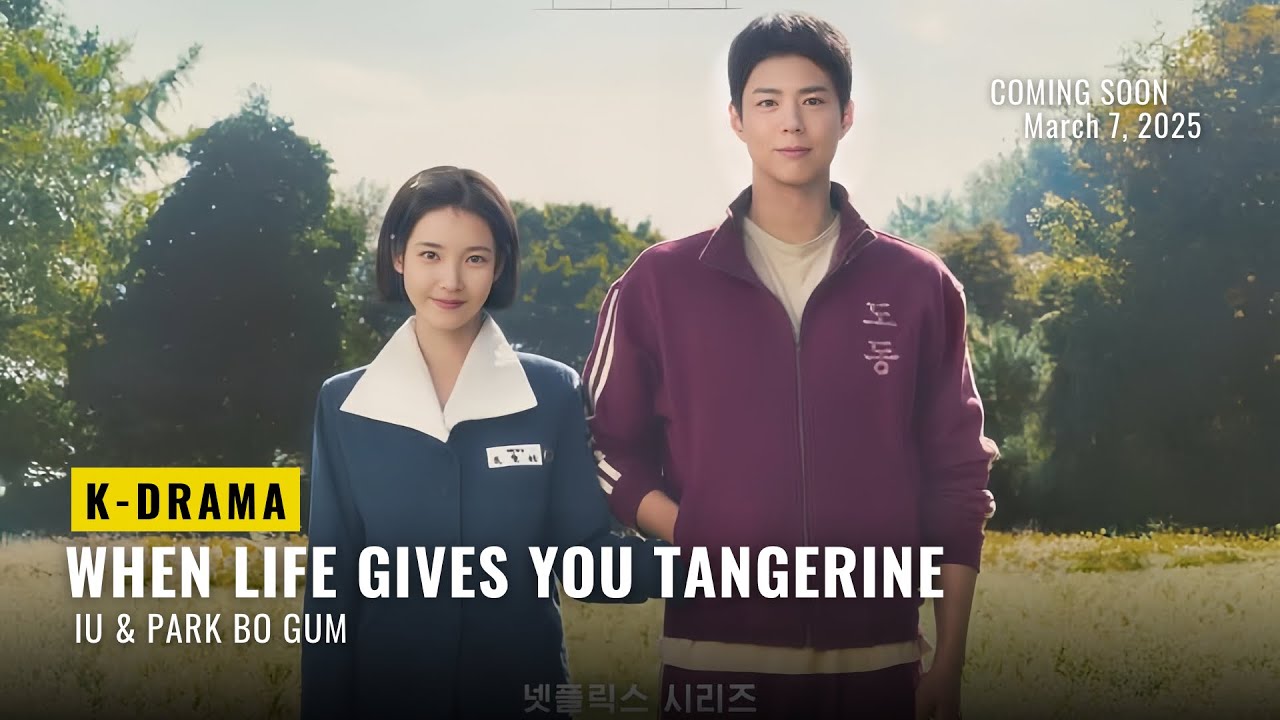 COMING SOON
March 7, 2025
도
동
K-DRAMA
WHEN LIFE GIVES YOU TANGERINE
IU & PARK BO GUM
넷플릭스 시리즈